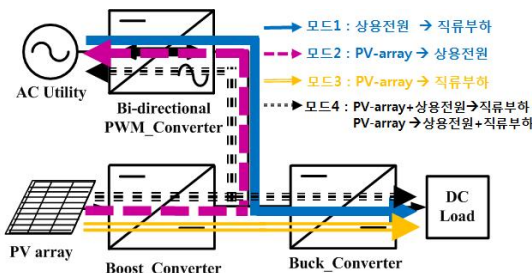 모드1 : 상용전원 → 직류부하
모드2 : PV-array → 상용전원
모드3 : PV-array → 직류부하
모드4 : PV-array+상용전원→직류부하
PV-array→상용전원+직류부하
AC Utility
Bi-directional
PWM_Converter
DC
Load
PV array
Boost_Converter
Buck_Converter